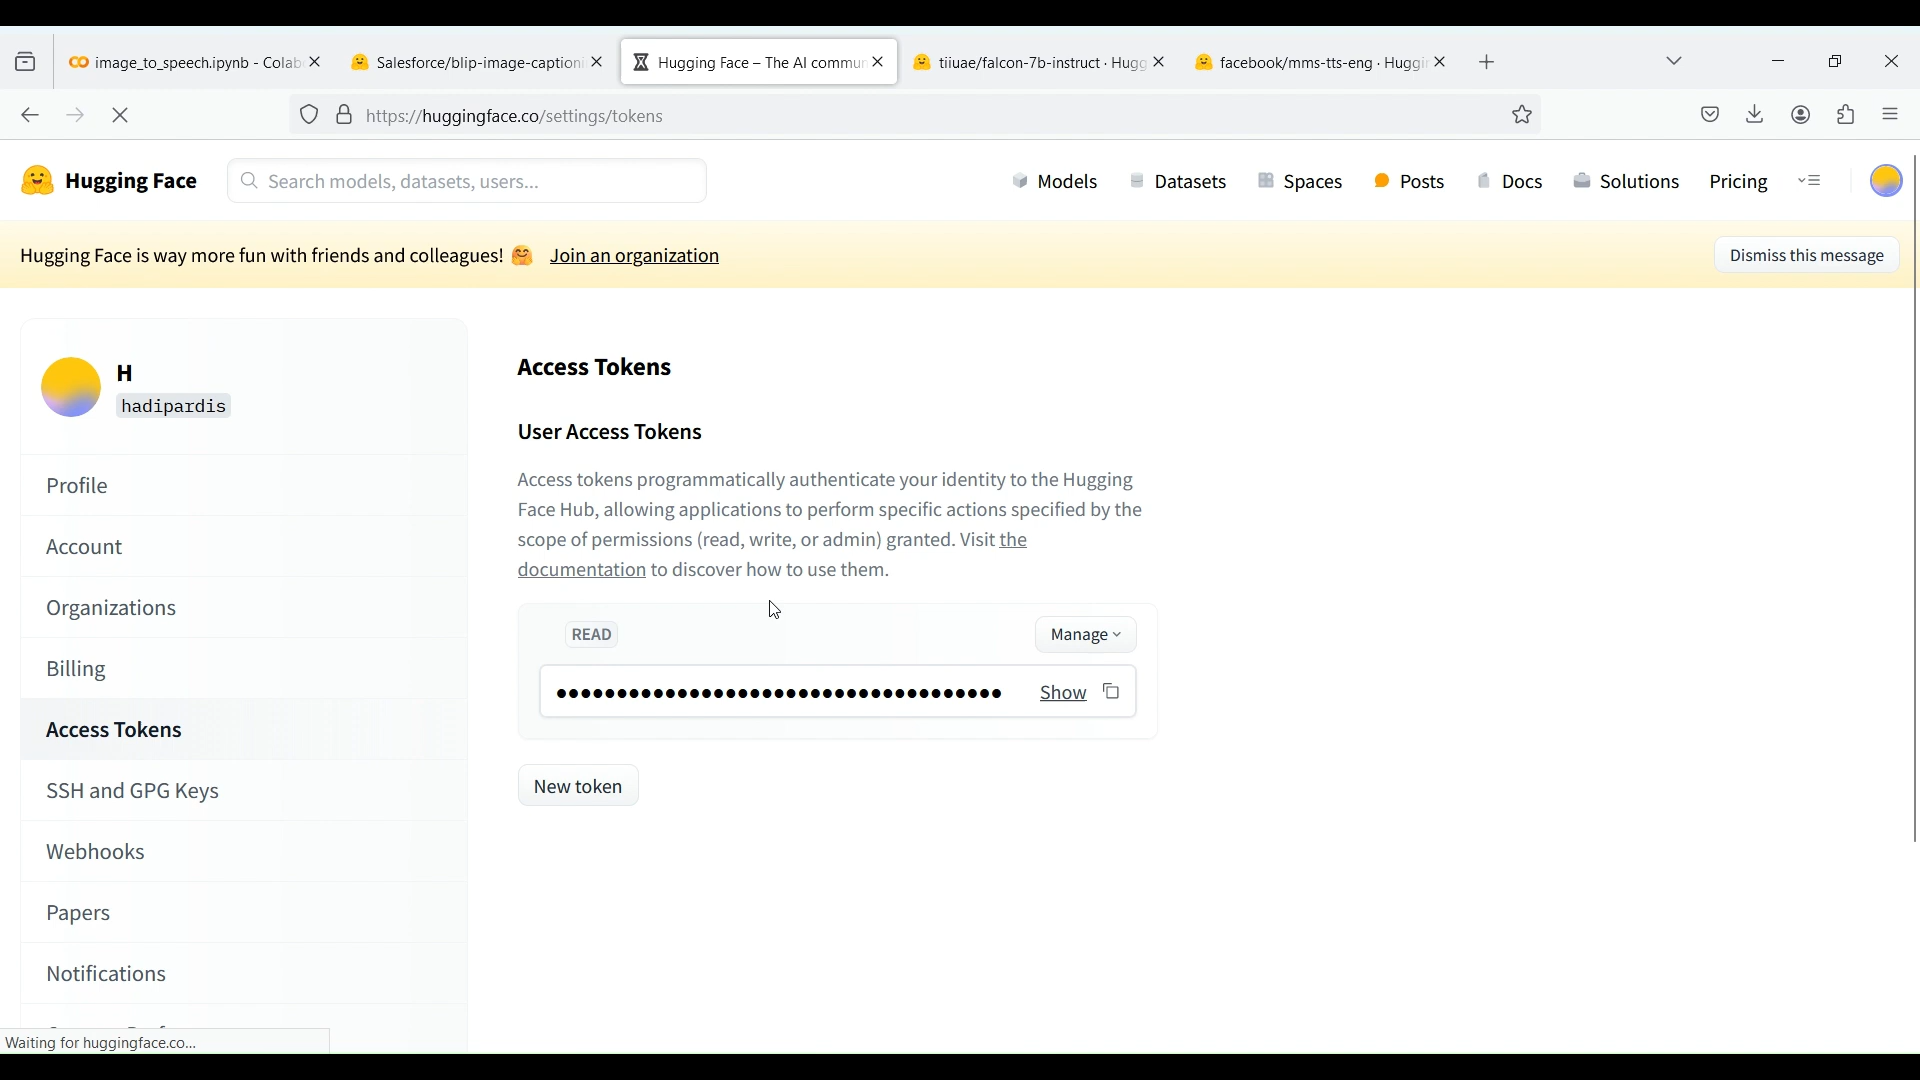 image_to_speech.ipynb - Colab
Salesforce/blip-image-captioni
Hugging Face – The AI commun
tiiuae/falcon-7b-instruct · Hugg
facebook/mms-tts-eng · Huggin
https://huggingface.co/settings/tokens
Hugging Face
Search models, datasets, users...
Models
Datasets
Spaces
Posts
Docs
Solutions
Pricing
Hugging Face is way more fun with friends and colleagues! 🤗 Join an organization
Dismiss this message
H
hadipardis
Profile
Account
Organizations
Billing
Access Tokens
SSH and GPG Keys
Webhooks
Papers
Notifications
Access Tokens
User Access Tokens
Access tokens programmatically authenticate your identity to the Hugging
Face Hub, allowing applications to perform specific actions specified by the
scope of permissions (read, write, or admin) granted. Visit the
documentation to discover how to use them.
READ
Manage
Show
New token
Waiting for huggingface.co...